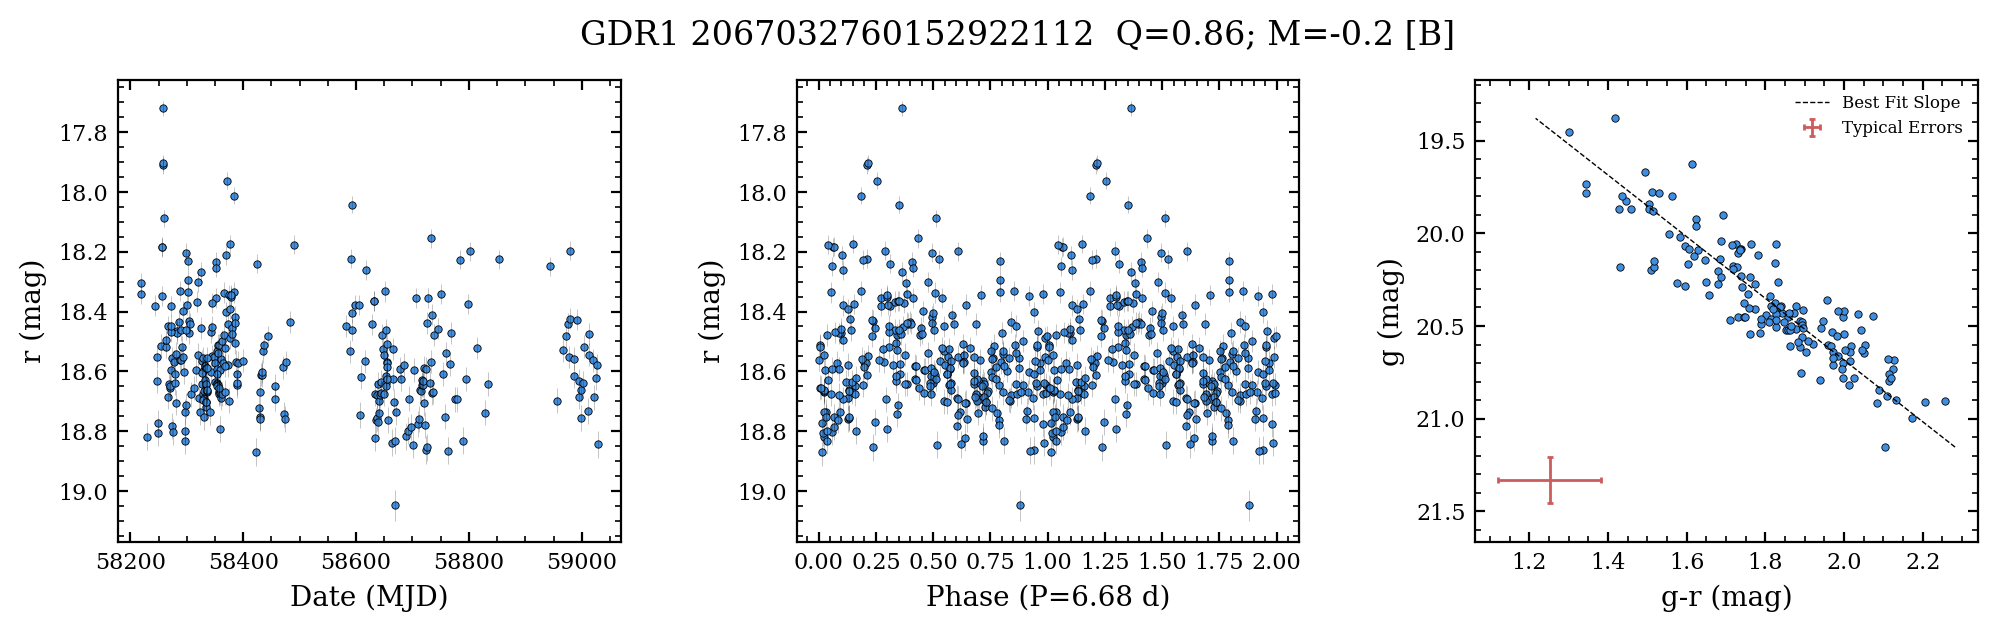 GDR1 2067032760152922112 Q=0.86; M=-0.2 [B]
r (mag)
17.8
18.0
18.2
18.4
18.6
18.8
19.0
58200 58400 58600 58800 59000
Date (MJD)
r (mag)
17.8
18.0
18.2
18.4
18.6
18.8
19.0
0.00 0.25 0.50 0.75 1.00 1.25 1.50 1.75 2.00
Phase (P=6.68 d)
g (mag)
19.5
20.0
20.5
21.0
21.5
Best Fit Slope
Typical Errors
1.2 1.4 1.6 1.8 2.0 2.2
g-r (mag)